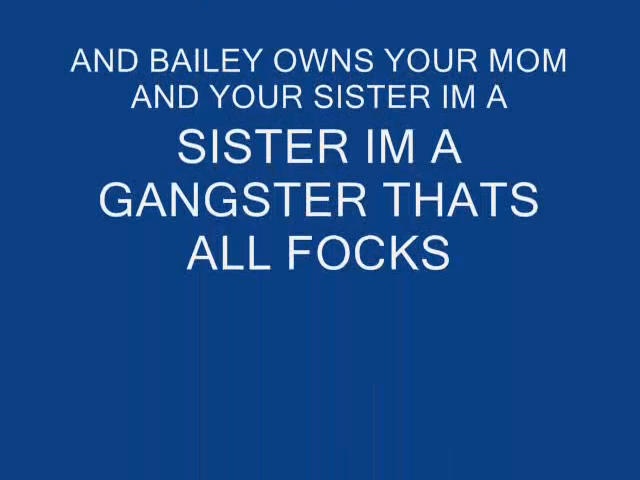 AND BAILEY OWNS YOUR MOM
AND YOUR SISTER IM A
SISTER IM A
GANGSTER THATS
ALL FOCKS